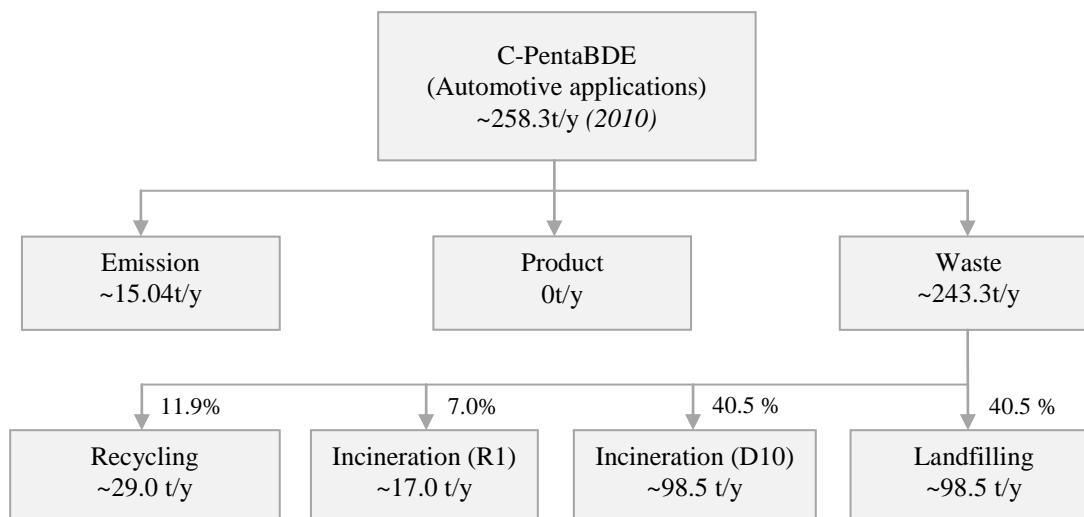 C-PentaBDE
(Automotive applications)
~258.3t/y (2010)
Emission
~15.04t/y
Product
0t/y
Waste
~243.3t/y
11.9%
7.0%
40.5 %
40.5 %
Recycling
~29.0 t/y
Incineration (R1)
~17.0 t/y
Incineration (D10)
~98.5 t/y
Landfilling
~98.5 t/y